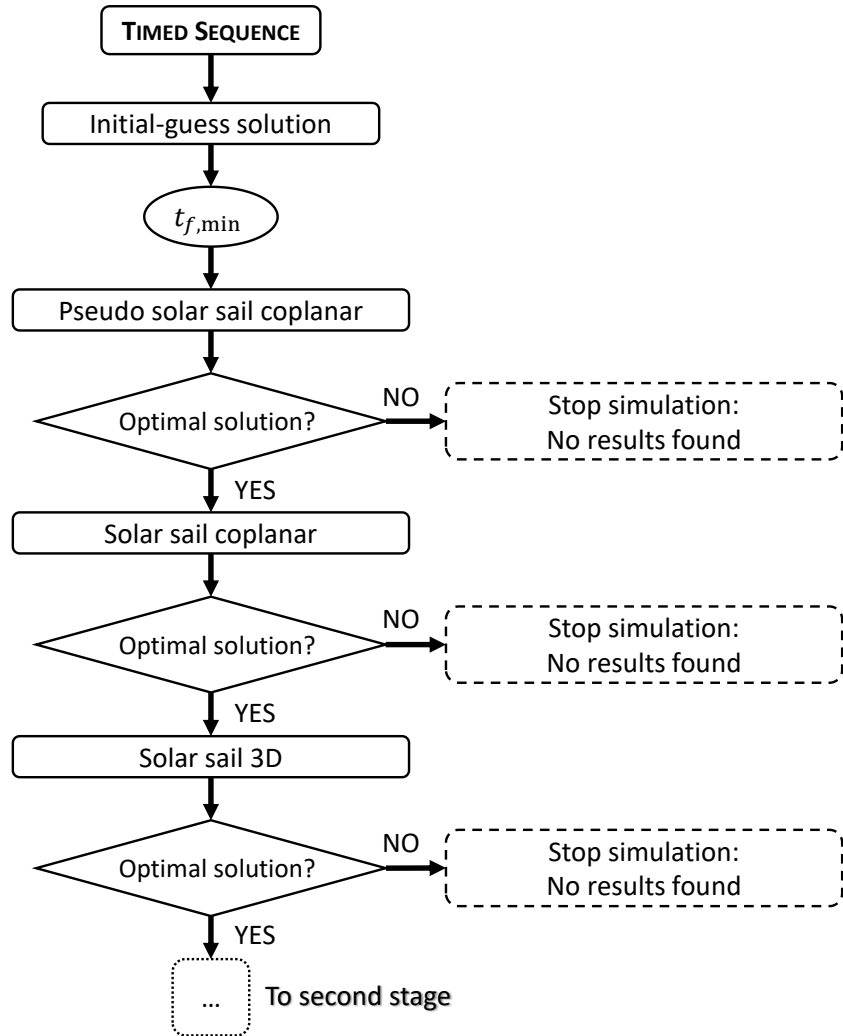 TIMED SEQUENCE
Initial-guess solution
t_{f,min}
Pseudo solar sail coplanar
Optimal solution?
NO
Stop simulation:
No results found
YES
Solar sail coplanar
Optimal solution?
NO
Stop simulation:
No results found
YES
Solar sail 3D
Optimal solution?
NO
Stop simulation:
No results found
YES
...
To second stage